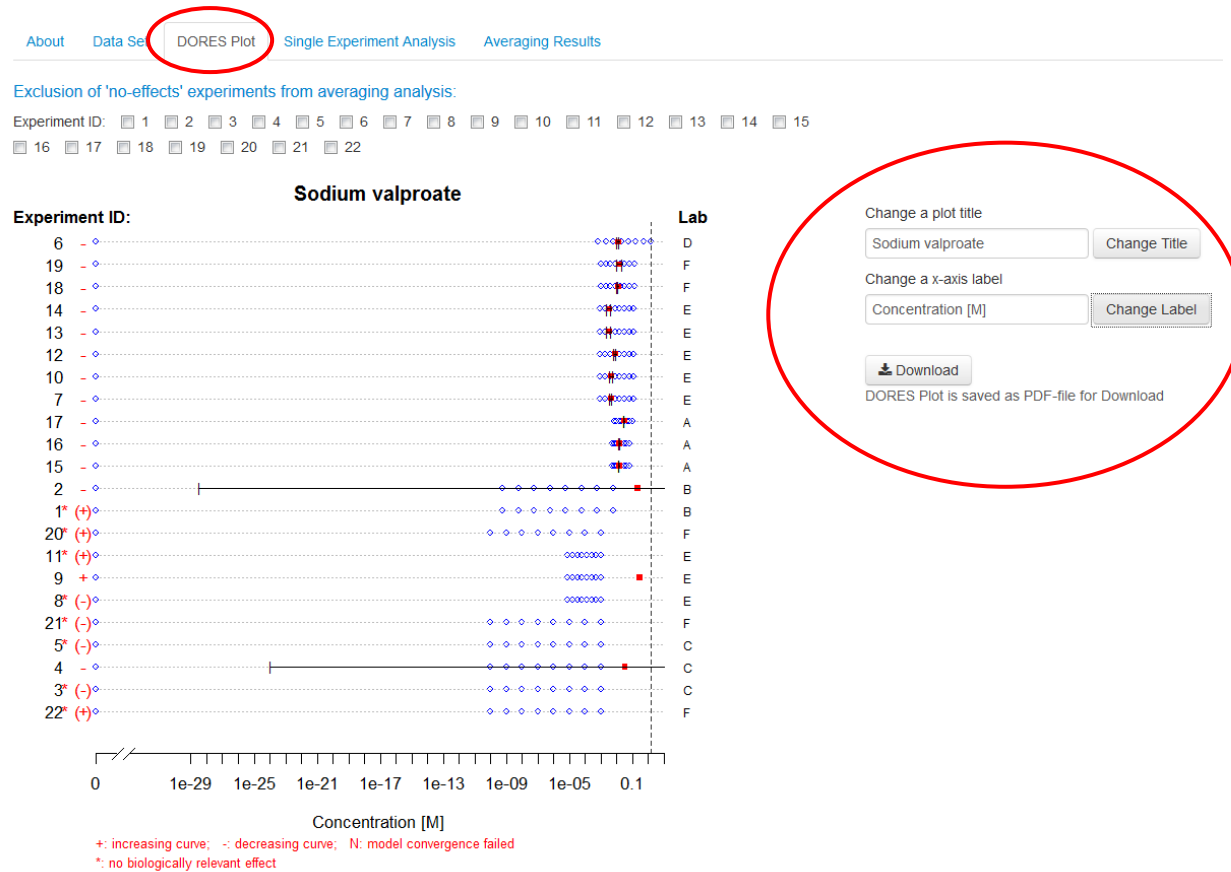 About Data Se DORES Plot Single Experiment Analysis Averaging Results
Exclusion of 'no-effects' experiments from averaging analysis:
Experiment ID: 1 2 3 4 5 6 7 8 9 10 11 12 13 14 15
16 17 18 19 20 21 22
Sodium valproate
Experiment ID: Lab
6 - D
19 - F
18 - F
14 - E
13 - E
12 - E
10 - E
7 - E
17 - A
16 - A
15 - A
2 - B
1* (+) B
20* (+) F
11* (+) E
9 + E
8* (-) E
21* (-) F
5* (-) C
4 - C
3* (-) C
22* (+) F
0 1e-29 1e-25 1e-21 1e-17 1e-13 1e-09 1e-05 0.1
Concentration [M]
+: increasing curve; -: decreasing curve; N: model convergence failed
*: no biologically relevant effect
Change a plot title
Sodium valproate Change Title
Change a x-axis label
Concentration [M] Change Label
Download
DORES Plot is saved as PDF-file for Download